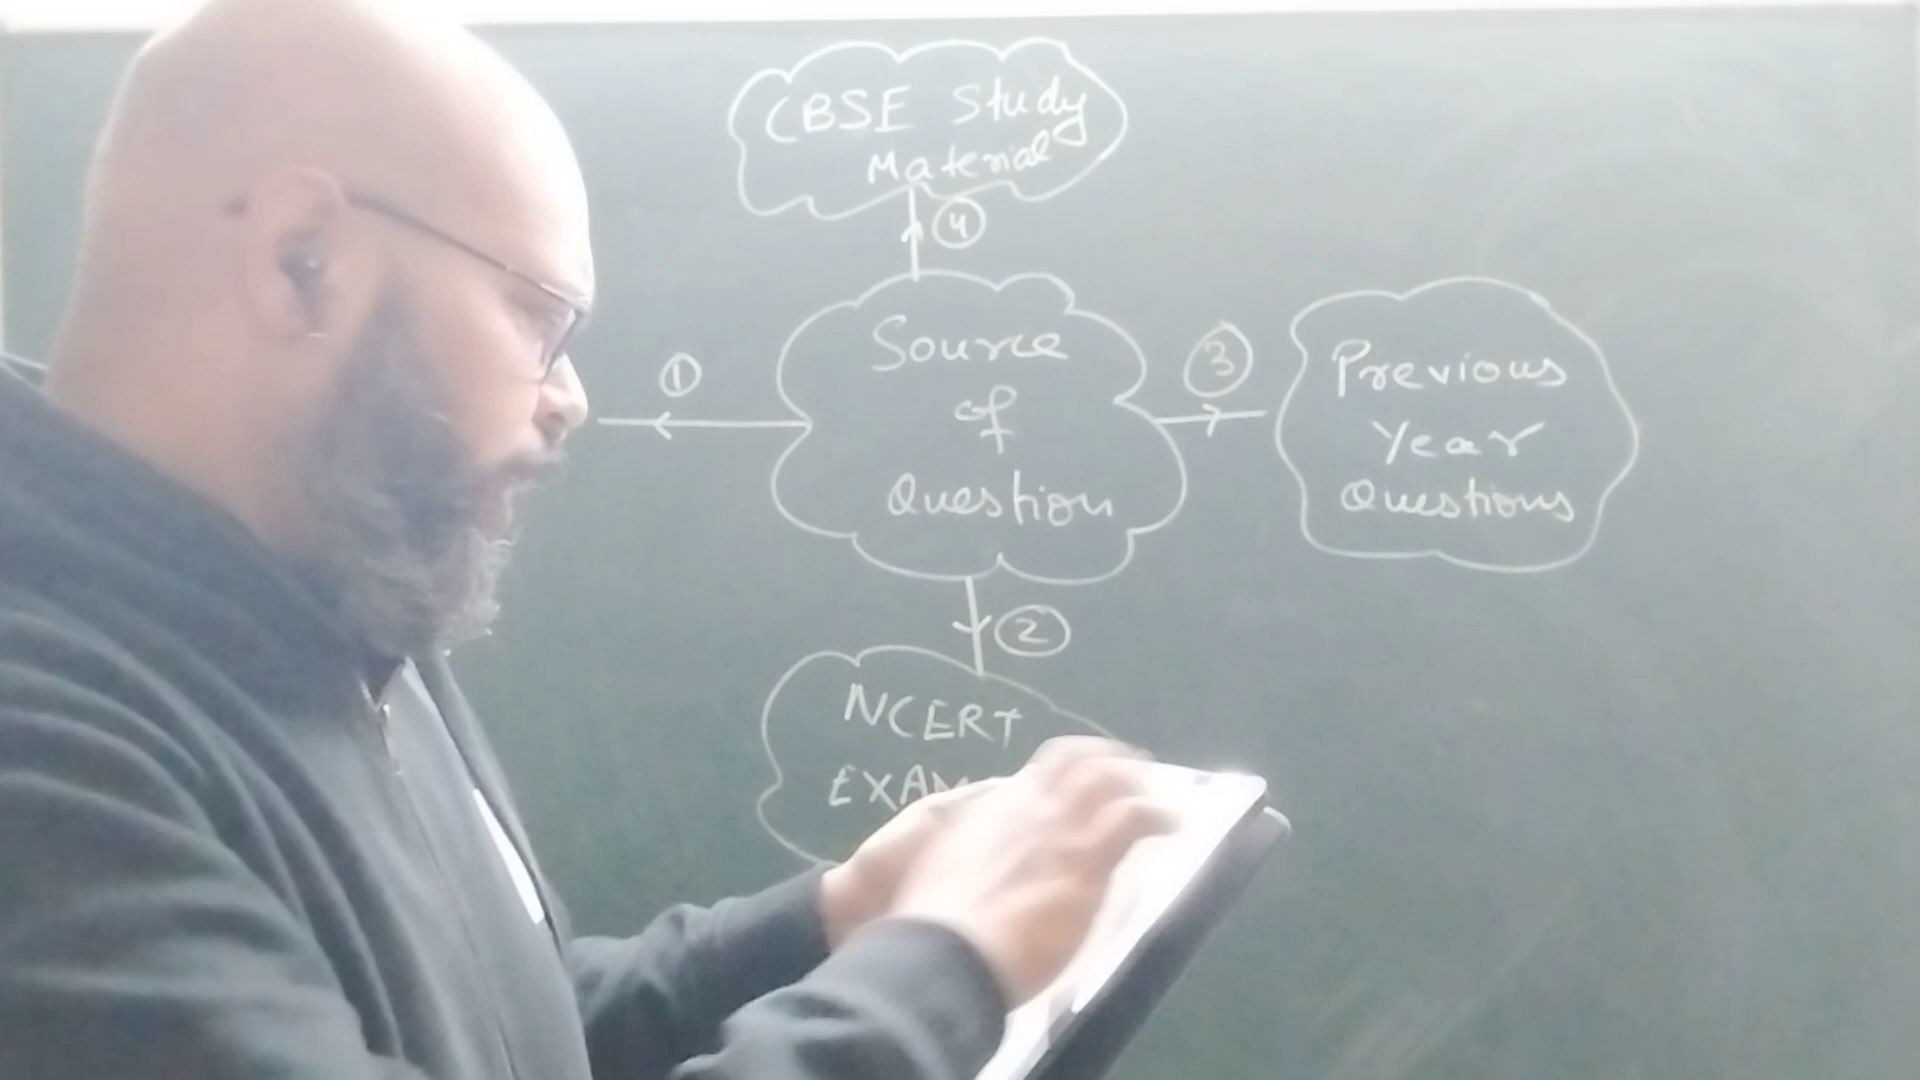 CBSE Study
Material
④
Source
of
Question
①
③
Previous
Year
Questions
②
NCERT